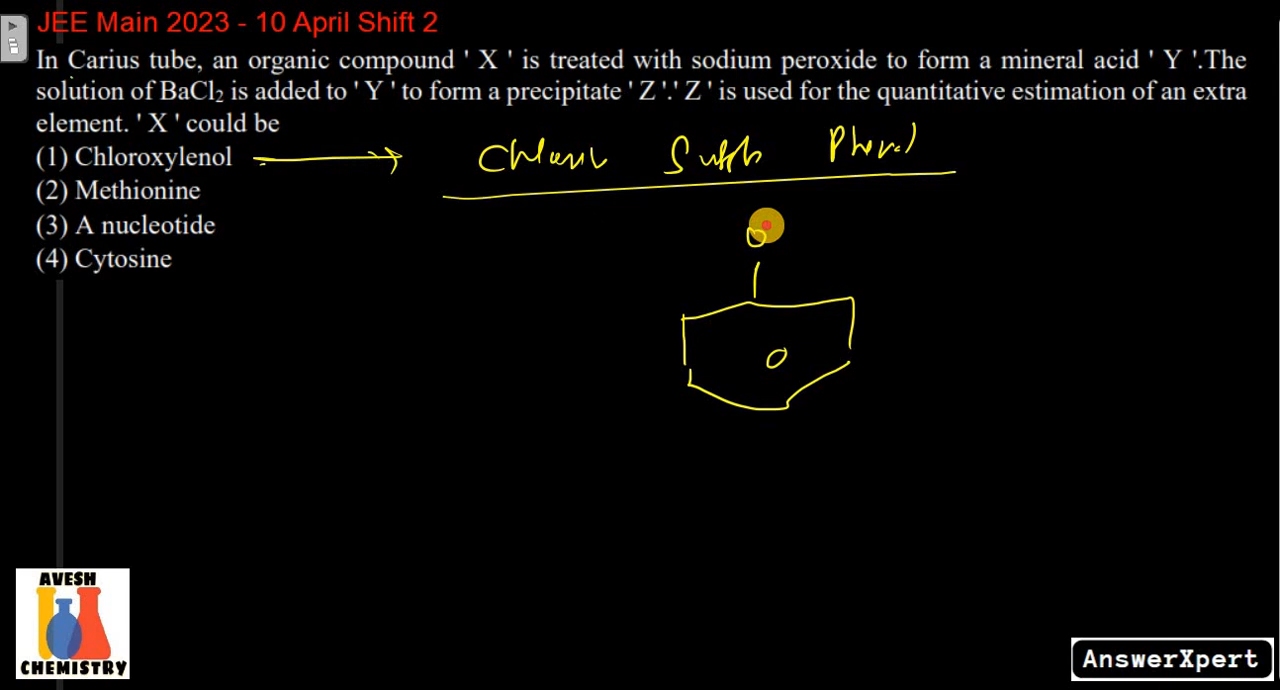 JEE Main 2023 - 10 April Shift 2
In Carius tube, an organic compound ' X ' is treated with sodium peroxide to form a mineral acid ' Y '.The
solution of BaCl₂ is added to ' Y ' to form a precipitate ' Z '.' Z ' is used for the quantitative estimation of an extra
element. ' X ' could be
(1) Chloroxylenol
(2) Methionine
(3) A nucleotide
(4) Cytosine
O
O
AVESH
CHEMISTRY
AnswerXpert